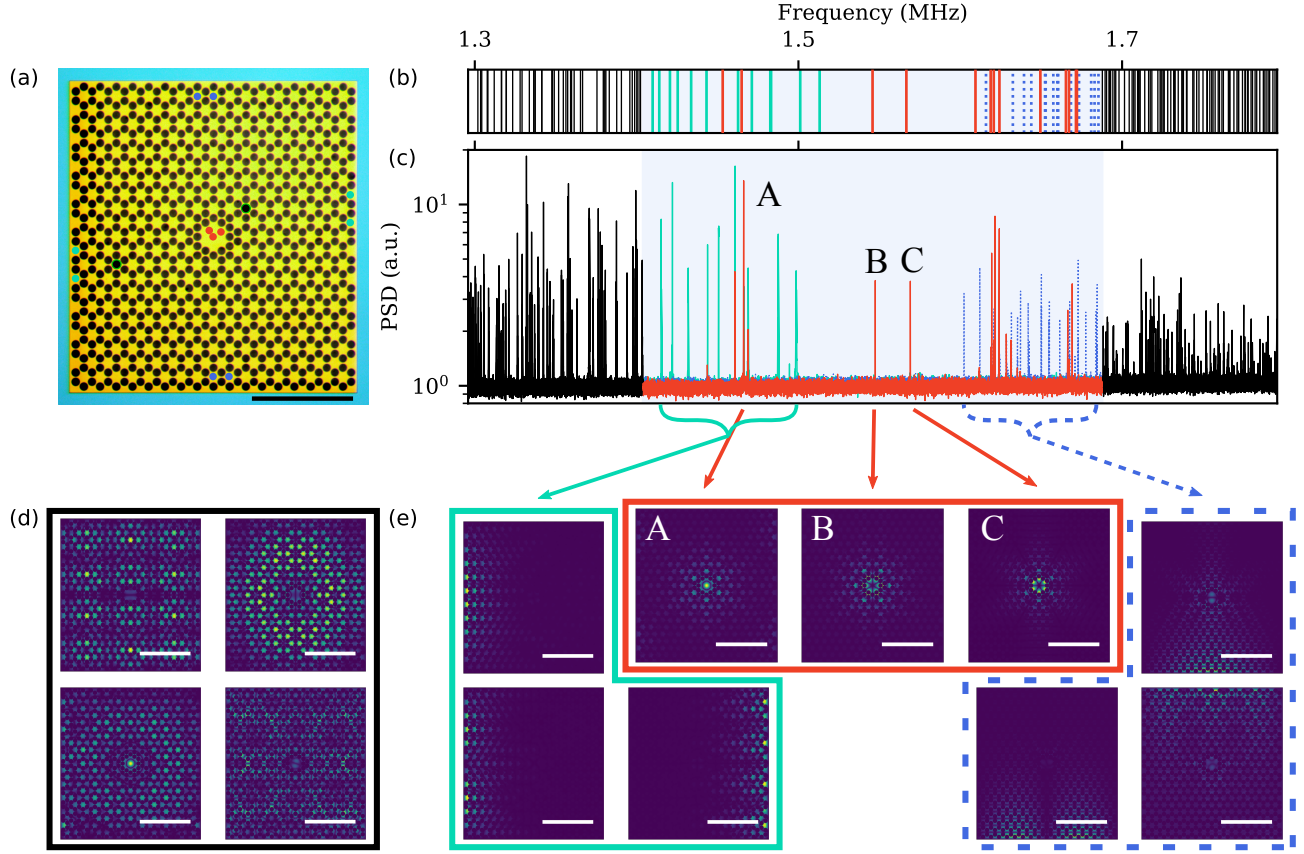 Frequency (MHz)
1.3 1.5 1.7
(a)
(b)
(c)
PSD (a.u.)
10¹
10⁰
A
B C
(d)
(e)
A B C